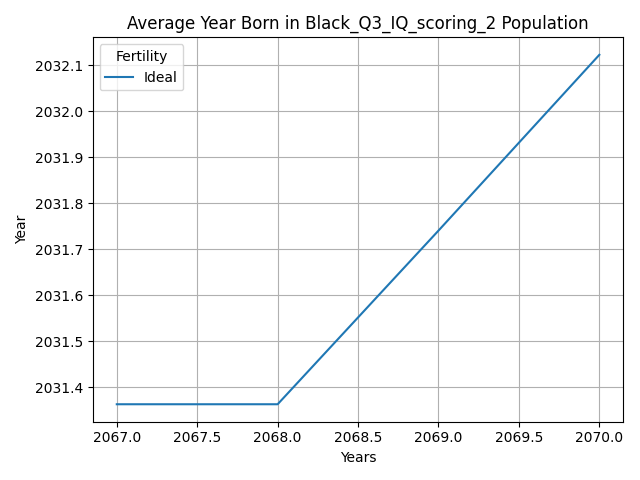 Average Year Born in Black_Q3_IQ_scoring_2 Population
Fertility
Ideal
2032.1
2032.0
2031.9
2031.8
2031.7
2031.6
2031.5
2031.4
Year
2067.0 2067.5 2068.0 2068.5 2069.0 2069.5 2070.0
Years